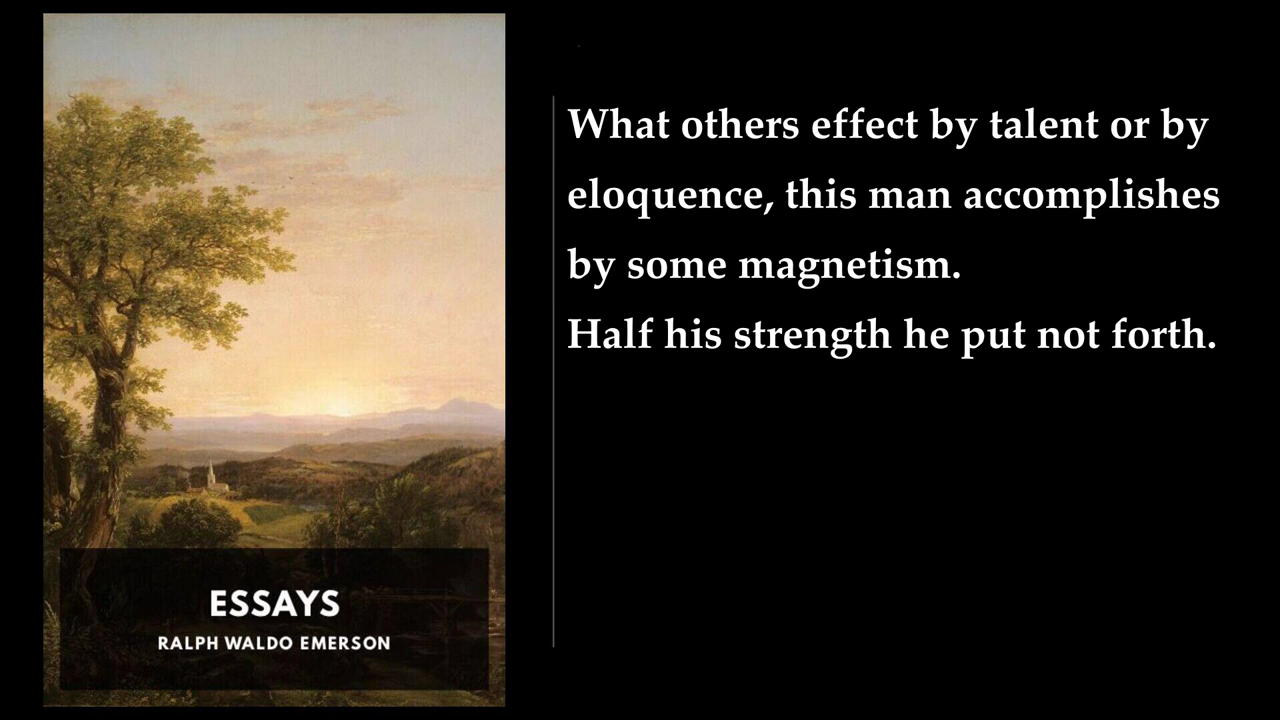 ESSAYS
RALPH WALDO EMERSON
What others effect by talent or by
eloquence, this man accomplishes
by some magnetism.
Half his strength he put not forth.